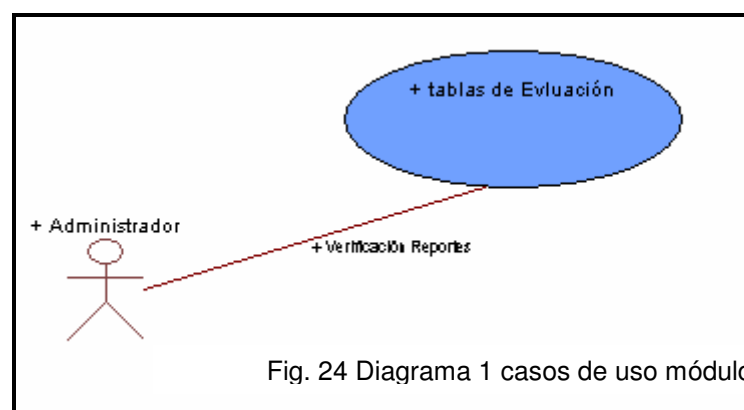 + tablas de Evluación
+ Administrador
+ Verificación Reportes
Fig. 24 Diagrama 1 casos de uso módulo